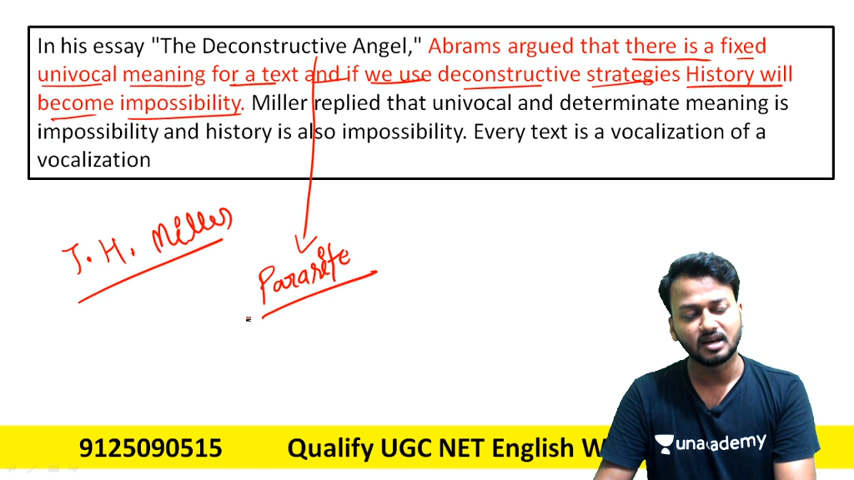 In his essay "The Deconstructive Angel," Abrams argued that there is a fixed
univocal meaning for a text and if we use deconstructive strategies History will
become impossibility. Miller replied that univocal and determinate meaning is
impossibility and history is also impossibility. Every text is a vocalization of a
vocalization
J. H. Miller
Parasite
9125090515 Qualify UGC NET English W
unacademy